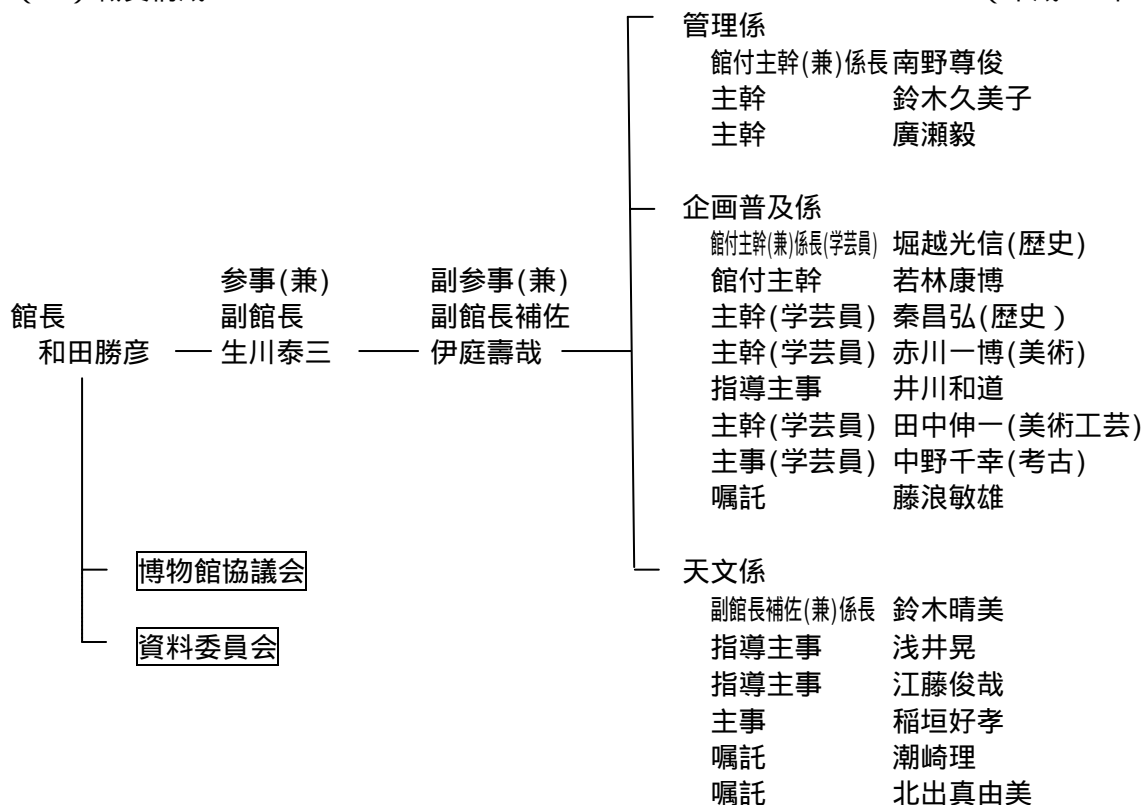 管理係
館付主幹(兼)係長 南野尊俊
主幹 鈴木久美子
主幹 廣瀬毅
企画普及係
館付主幹(兼)係長(学芸員) 堀越光信(歴史)
館付主幹 若林康博
主幹(学芸員) 秦昌弘(歴史)
主幹(学芸員) 赤川一博(美術)
指導主事 井川和道
主幹(学芸員) 田中伸一(美術工芸)
主事(学芸員) 中野千幸(考古)
嘱託 藤浪敏雄
参事(兼) 副参事(兼)
館長 副館長 副館長補佐
和田勝彦 生川泰三 伊庭壽哉
博物館協議会
資料委員会
天文係
副館長補佐(兼)係長 鈴木晴美
指導主事 浅井晃
指導主事 江藤俊哉
主事 稲垣好孝
嘱託 潮崎理
嘱託 北出真由美